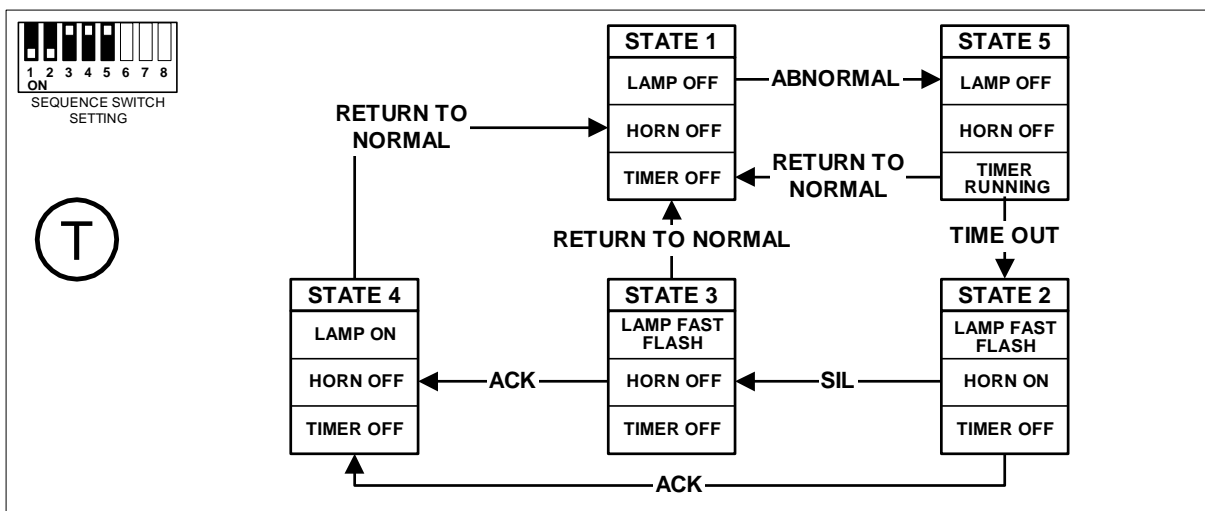 1 2 3 4 5 6 7 8
ON
SEQUENCE SWITCH
SETTING
T
STATE 1
LAMP OFF
HORN OFF
TIMER OFF
ABNORMAL
STATE 5
LAMP OFF
HORN OFF
TIMER
RUNNING
RETURN TO
NORMAL
RETURN TO
NORMAL
RETURN TO NORMAL
TIME OUT
STATE 4
LAMP ON
HORN OFF
TIMER OFF
ACK
STATE 3
LAMP FAST
FLASH
HORN OFF
TIMER OFF
SIL
STATE 2
LAMP FAST
FLASH
HORN ON
TIMER OFF
ACK